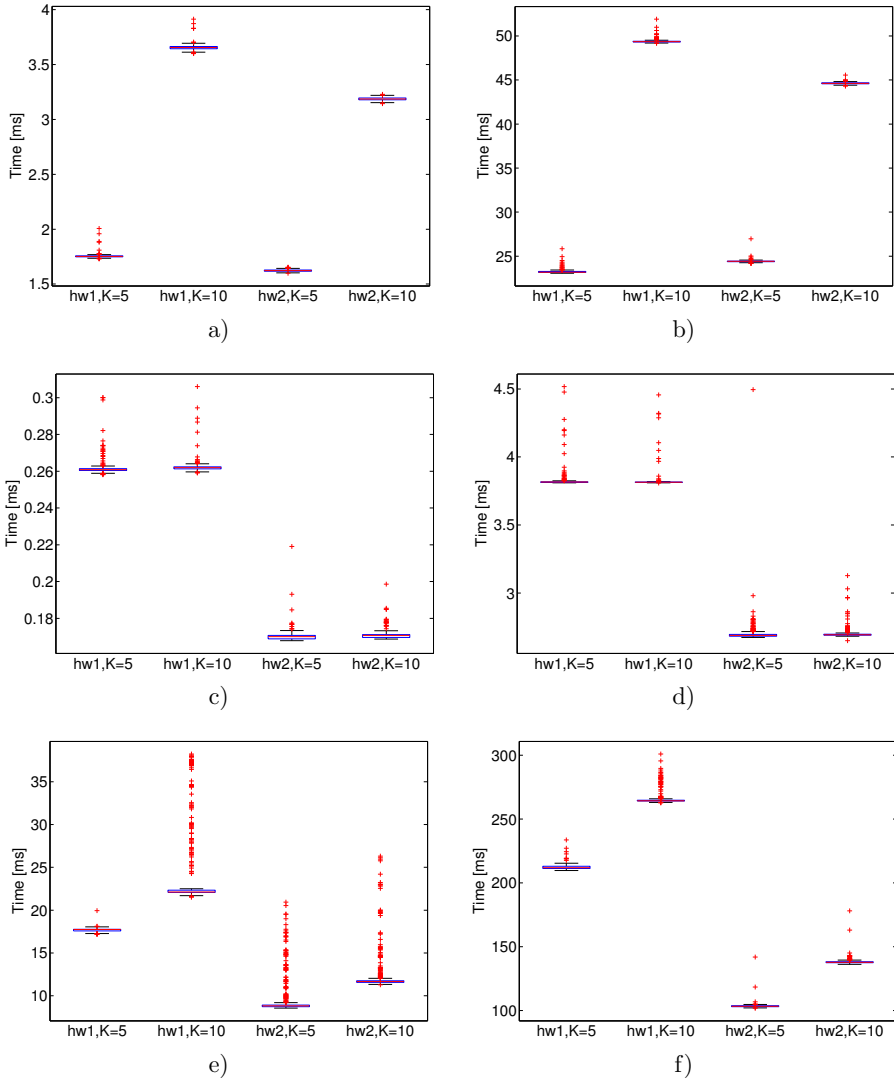 4
3.5
3
2.5
2
1.5
Time [ms]
hw1,K=5 hw1,K=10 hw2,K=5 hw2,K=10
a)
50
45
40
35
30
25
Time [ms]
hw1,K=5 hw1,K=10 hw2,K=5 hw2,K=10
b)
0.3
0.28
0.26
0.24
0.22
0.2
0.18
Time [ms]
hw1,K=5 hw1,K=10 hw2,K=5 hw2,K=10
c)
4.5
4
3.5
3
Time [ms]
hw1,K=5 hw1,K=10 hw2,K=5 hw2,K=10
d)
35
30
25
20
15
10
Time [ms]
hw1,K=5 hw1,K=10 hw2,K=5 hw2,K=10
e)
300
250
200
150
100
Time [ms]
hw1,K=5 hw1,K=10 hw2,K=5 hw2,K=10
f)